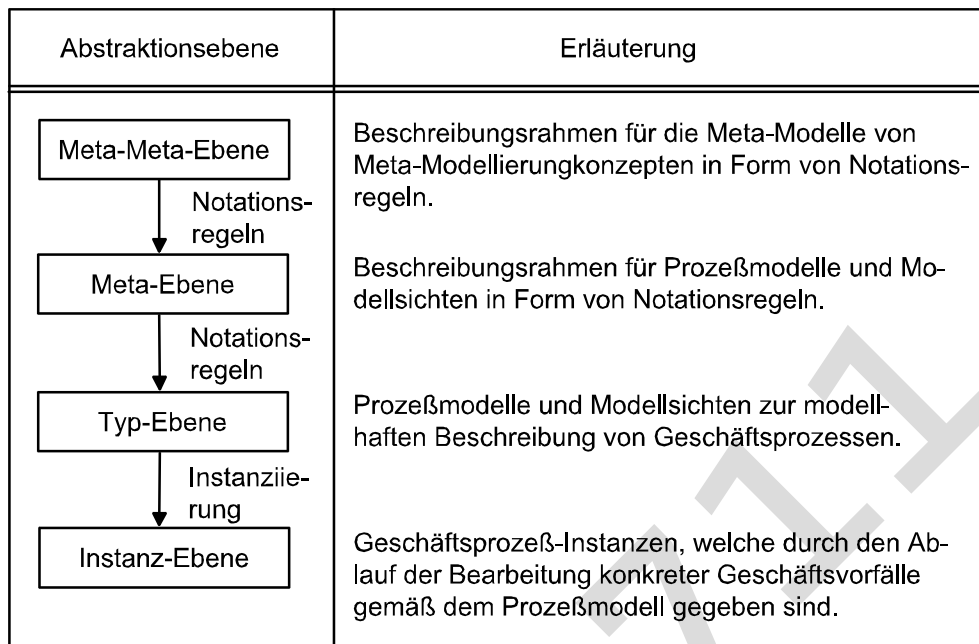 Abstraktionsebene
Erläuterung
Meta-Meta-Ebene
Beschreibungsrahmen für die Meta-Modelle von
Meta-Modellierungkonzepten in Form von Notations-
regeln.
Notations-
regeln
Meta-Ebene
Beschreibungsrahmen für Prozeßmodelle und Mo-
dellsichten in Form von Notationsregeln.
Notations-
regeln
Typ-Ebene
Prozeßmodelle und Modellsichten zur modell-
haften Beschreibung von Geschäftsprozessen.
Instanziie-
rung
Instanz-Ebene
Geschäftsprozeß-Instanzen, welche durch den Ab-
lauf der Bearbeitung konkreter Geschäftsvorfälle
gemäß dem Prozeßmodell gegeben sind.
711